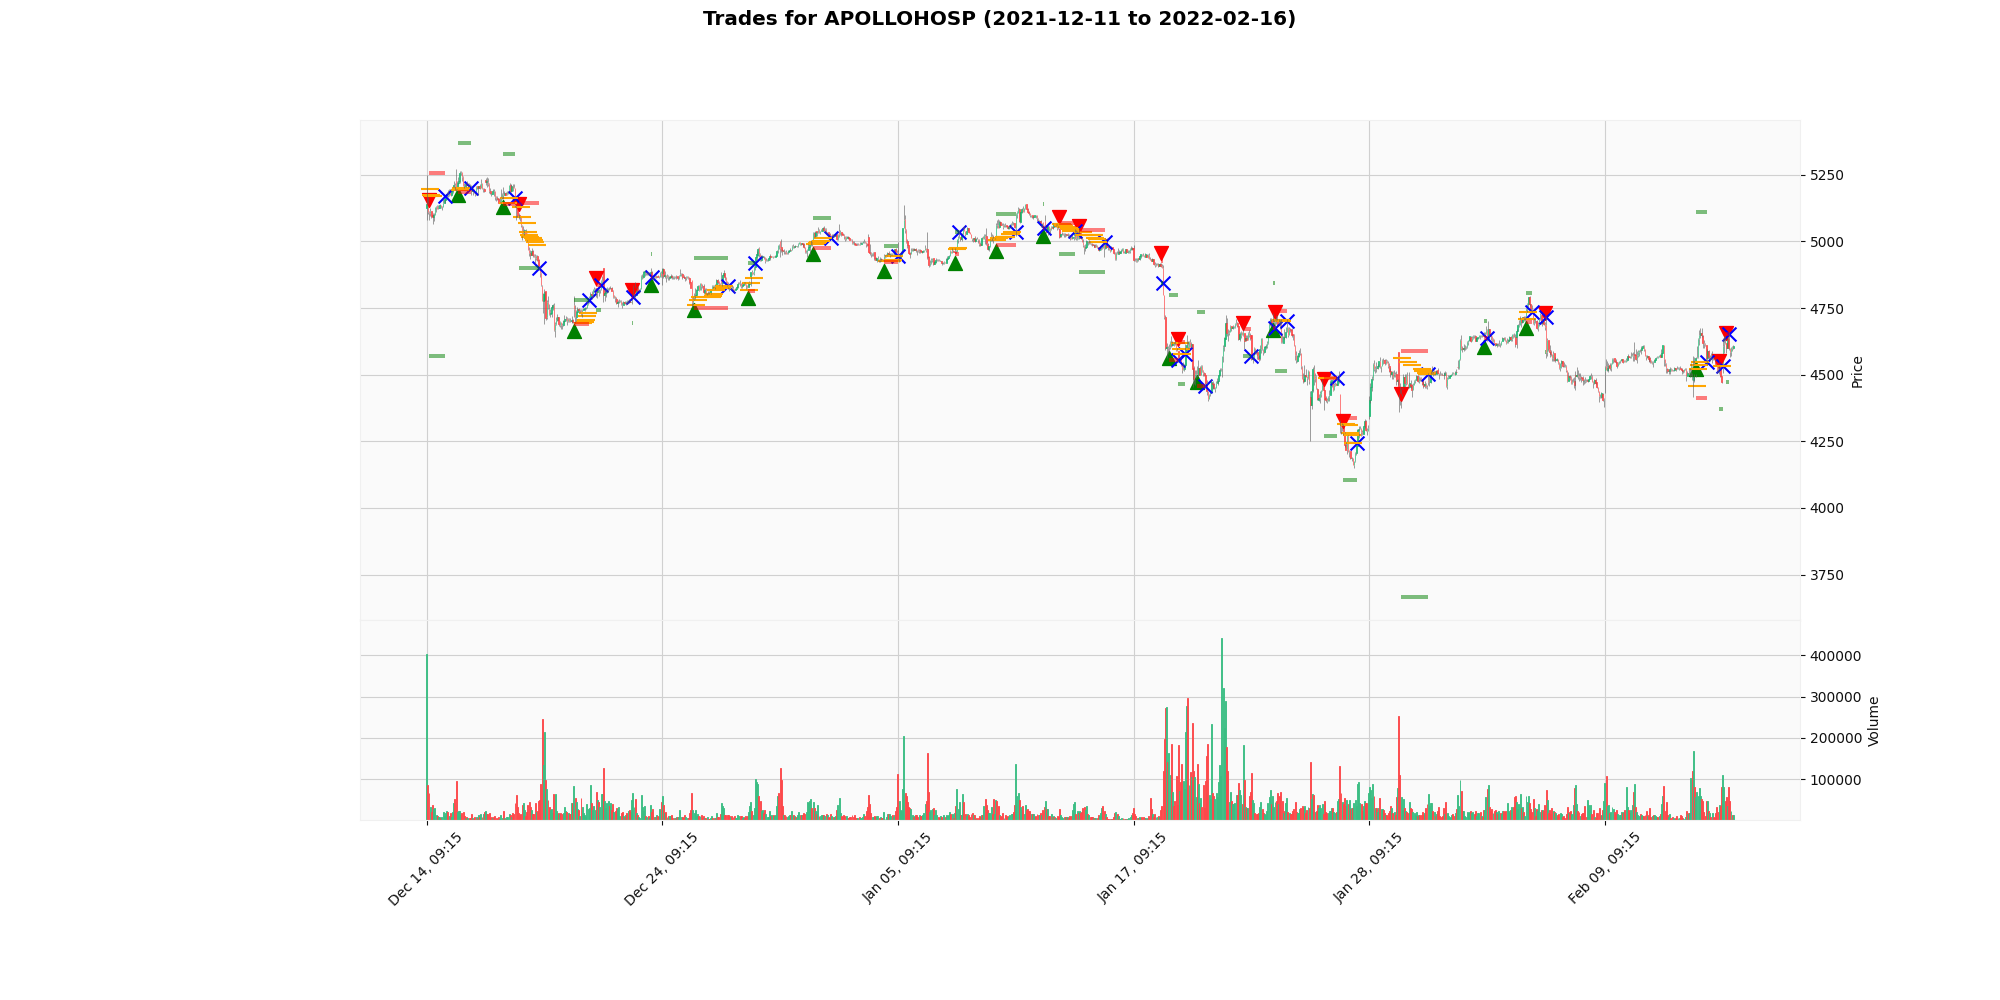 Trades for APOLLOHOSP (2021-12-11 to 2022-02-16)
5250
5000
4750
4500
4250
4000
3750
Price
400000
300000
200000
100000
Volume
Dec 14, 09:15
Dec 24, 09:15
Jan 05, 09:15
Jan 17, 09:15
Jan 28, 09:15
Feb 09, 09:15